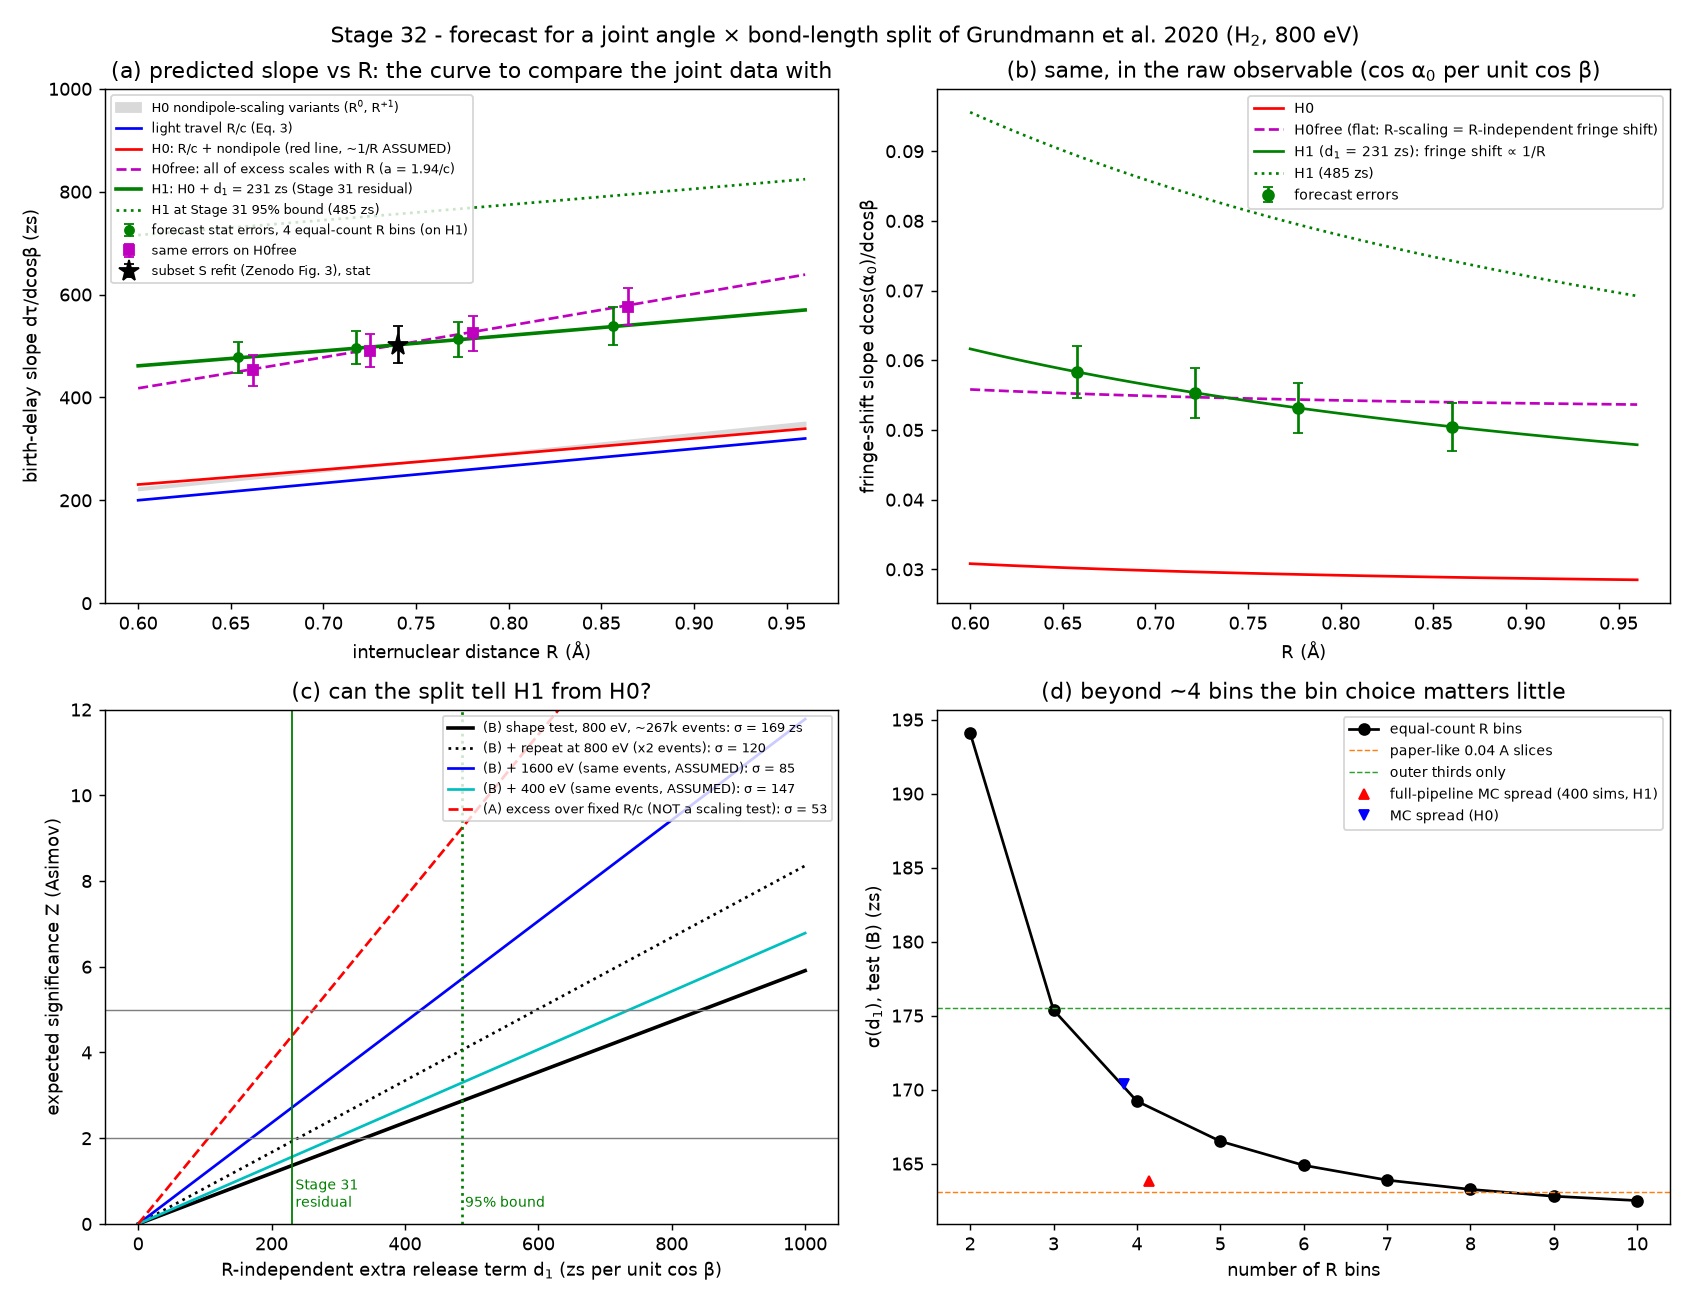 Stage 32 - forecast for a joint angle × bond-length split of Grundmann et al. 2020 (H₂, 800 eV)
(a) predicted slope vs R: the curve to compare the joint data with
H0 nondipole-scaling variants (R⁰, R⁺¹)
light travel R/c (Eq. 3)
H0: R/c + nondipole (red line, ~1/R ASSUMED)
H0free: all of excess scales with R (a = 1.94/c)
H1: H0 + d₁ = 231 zs (Stage 31 residual)
H1 at Stage 31 95% bound (485 zs)
forecast stat errors, 4 equal-count R bins (on H1)
same errors on H0free
subset S refit (Zenodo Fig. 3), stat
birth-delay slope dτ/dcosβ (zs)
1000
800
600
400
200
0
0.60 0.65 0.70 0.75 0.80 0.85 0.90 0.95
internuclear distance R (Å)
(b) same, in the raw observable (cos α₀ per unit cos β)
H0
H0free (flat: R-scaling = R-independent fringe shift)
H1 (d₁ = 231 zs): fringe shift ∝ 1/R
H1 (485 zs)
forecast errors
fringe-shift slope dcos(α₀)/dcosβ
0.09
0.08
0.07
0.06
0.05
0.04
0.03
0.60 0.65 0.70 0.75 0.80 0.85 0.90 0.95
R (Å)
(c) can the split tell H1 from H0?
(B) shape test, 800 eV, ~267k events: σ = 169 zs
(B) + repeat at 800 eV (x2 events): σ = 120
(B) + 1600 eV (same events, ASSUMED): σ = 85
(B) + 400 eV (same events, ASSUMED): σ = 147
(A) excess over fixed R/c (NOT a scaling test): σ = 53
expected significance Z (Asimov)
12
10
8
6
4
2
0
Stage 31
residual
95% bound
0 200 400 600 800 1000
R-independent extra release term d₁ (zs per unit cos β)
(d) beyond ~4 bins the bin choice matters little
equal-count R bins
paper-like 0.04 A slices
outer thirds only
full-pipeline MC spread (400 sims, H1)
MC spread (H0)
σ(d₁), test (B) (zs)
195
190
185
180
175
170
165
2 3 4 5 6 7 8 9 10
number of R bins